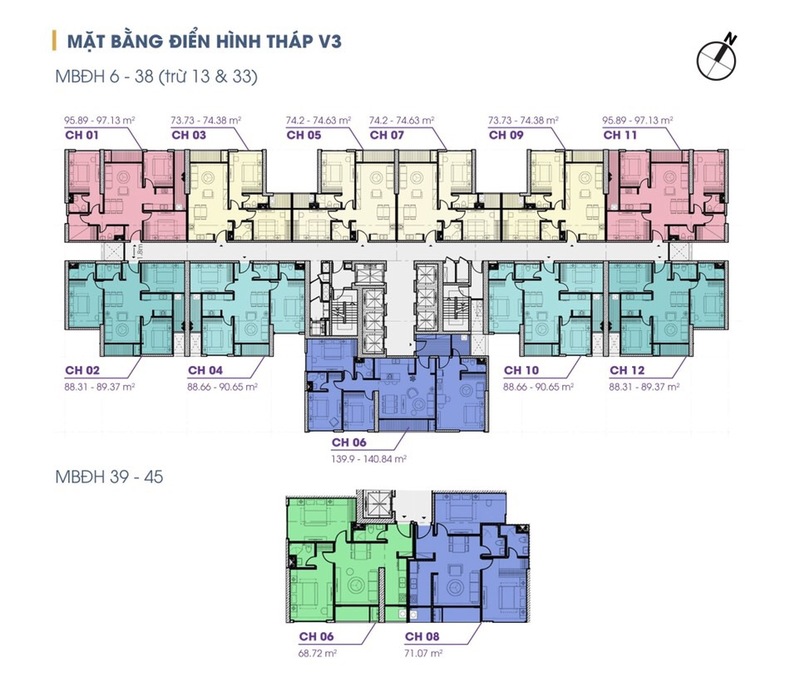 MẶT BẰNG ĐIỂN HÌNH THÁP V3
N
MBĐH 6 - 38 (trừ 13 & 33)
95.89 - 97.13 m²
CH 01
73.73 - 74.38 m²
CH 03
74.2 - 74.63 m²
CH 05
74.2 - 74.63 m²
CH 07
73.73 - 74.38 m²
CH 09
95.89 - 97.13 m²
CH 11
1.8m
CH 02
88.31 - 89.37 m²
CH 04
88.66 - 90.65 m²
CH 10
88.66 - 90.65 m²
CH 12
88.31 - 89.37 m²
CH 06
139.9 - 140.84 m²
MBĐH 39 - 45
CH 06
68.72 m²
CH 08
71.07 m²